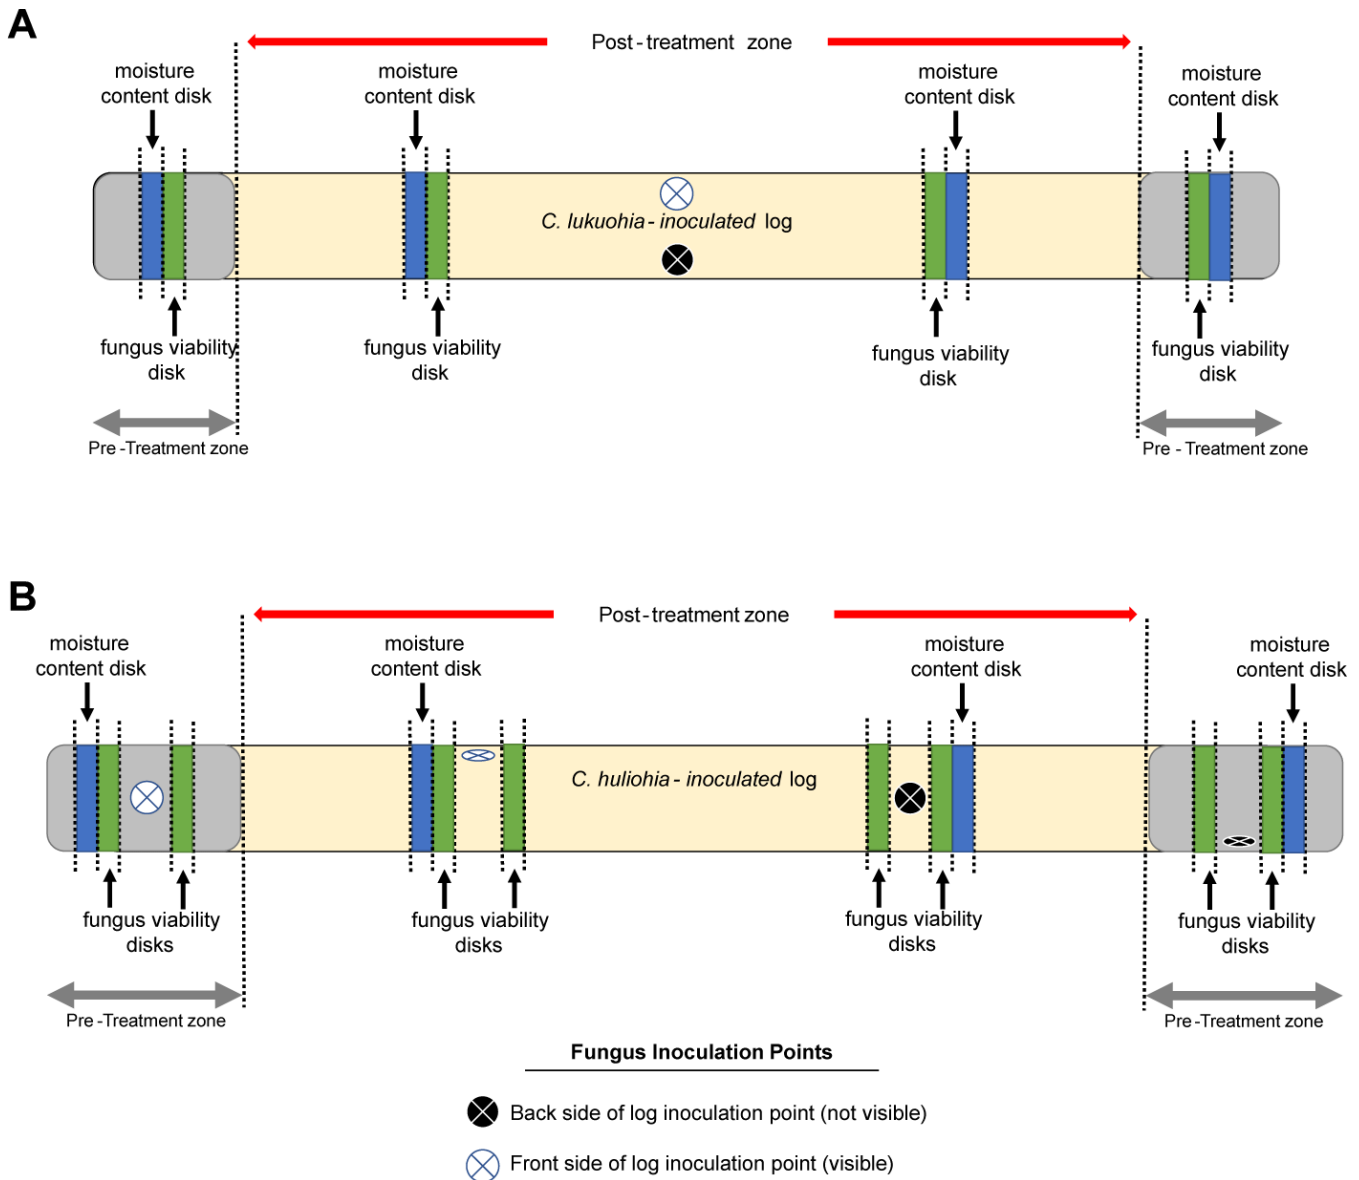 A
Post-treatment zone
moisture
content disk
moisture
content disk
moisture
content disk
moisture
content disk
C. lukuohia-inoculated log
fungus viability
disk
fungus viability
disk
fungus viability
disk
fungus viability
disk
Pre-Treatment zone
Pre-Treatment zone
B
Post-treatment zone
moisture
content disk
moisture
content disk
moisture
content disk
moisture
content disk
C. huliohia-inoculated log
fungus viability
disks
fungus viability
disks
fungus viability
disks
fungus viability
disks
Pre-Treatment zone
Pre-Treatment zone
Fungus Inoculation Points
Back side of log inoculation point (not visible)
Front side of log inoculation point (visible)